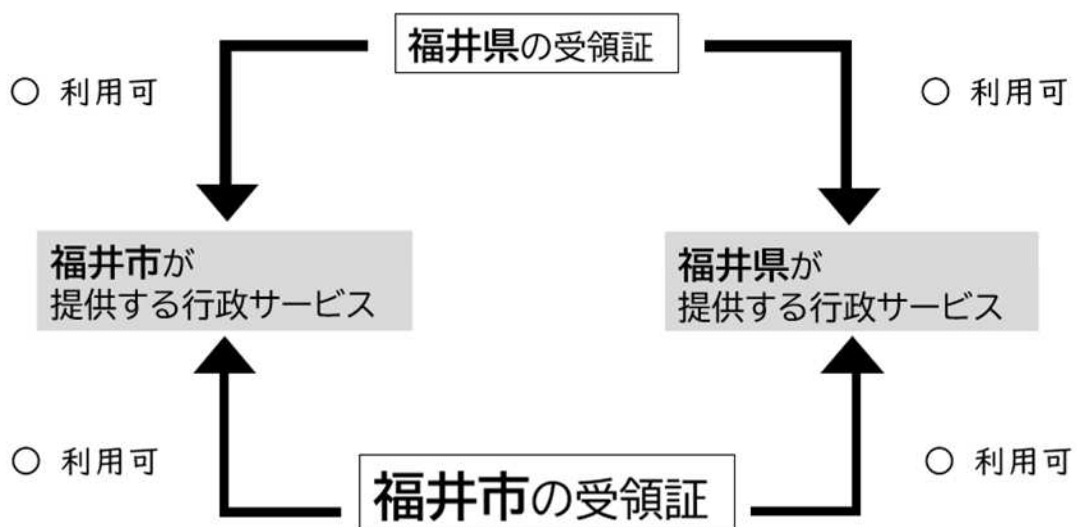 福井県の受領証
○ 利用可
○ 利用可
福井市が
提供する行政サービス
福井県が
提供する行政サービス
○ 利用可
○ 利用可
福井市の受領証